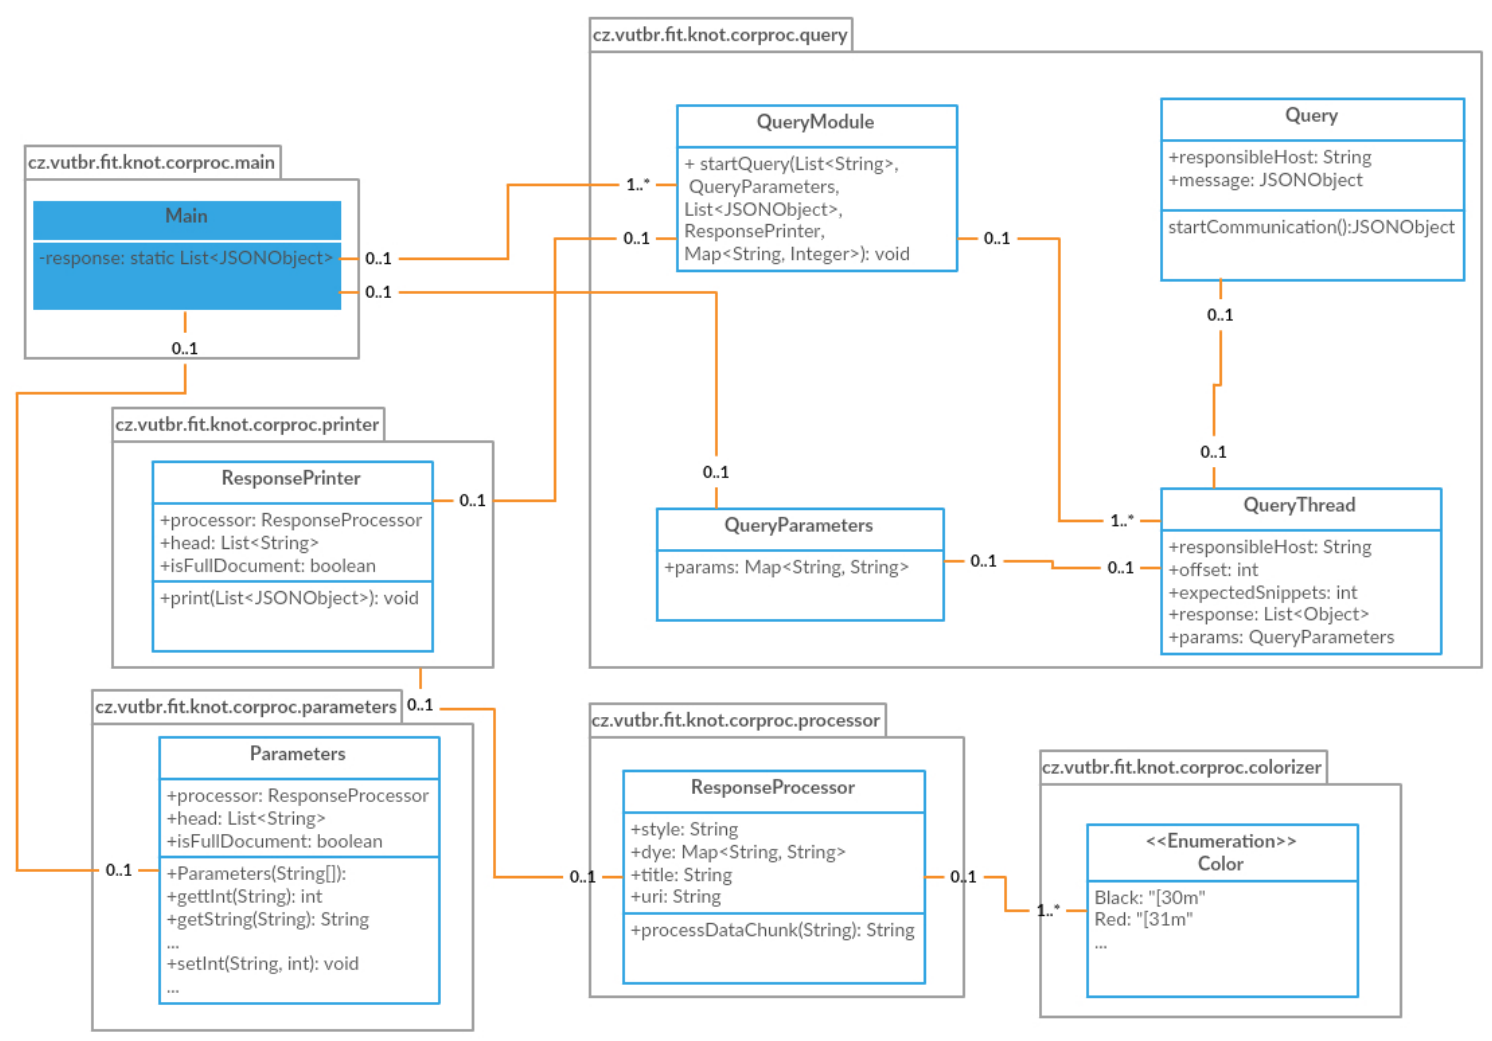 cz.vutbr.fit.knot.corproc.query
QueryModule
+ startQuery(List<String>,
QueryParameters,
List<JSONObject>,
ResponsePrinter,
Map<String, Integer>): void
Query
+responsibleHost: String
+message: JSONObject
startCommunication():JSONObject
cz.vutbr.fit.knot.corproc.main
Main
-response: static List<JSONObject>
1..*
0..1
0..1
0..1
0..1
0..1
0..1
0..1
0..1
cz.vutbr.fit.knot.corproc.printer
ResponsePrinter
+processor: ResponseProcessor
+head: List<String>
+isFullDocument: boolean
+print(List<JSONObject>): void
0..1
0..1
QueryParameters
+params: Map<String, String>
0..1
0..1
1..*
QueryThread
+responsibleHost: String
+offset: int
+expectedSnippets: int
+response: List<Object>
+params: QueryParameters
cz.vutbr.fit.knot.corproc.parameters
Parameters
+processor: ResponseProcessor
+head: List<String>
+isFullDocument: boolean
+Parameters(String[]):
+gettInt(String): int
+getString(String): String
...
+setInt(String, int): void
...
0..1
cz.vutbr.fit.knot.corproc.processor
ResponseProcessor
+style: String
+dye: Map<String, String>
+title: String
+uri: String
+processDataChunk(String): String
0..1
0..1
1..*
cz.vutbr.fit.knot.corproc.colorizer
<<Enumeration>>
Color
Black: "[30m"
Red: "[31m"
...